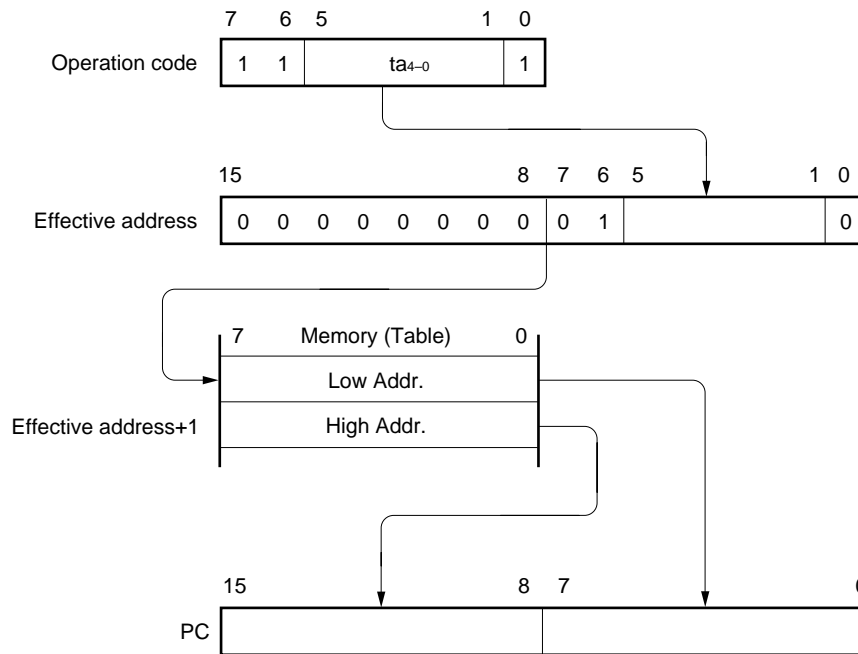 7 6 5 1 0
Operation code 1 1 ta4–0 1
15 8 7 6 5 1 0
Effective address 0 0 0 0 0 0 0 0 0 1 0
7 Memory (Table) 0
Low Addr.
Effective address+1 High Addr.
15 8 7
PC